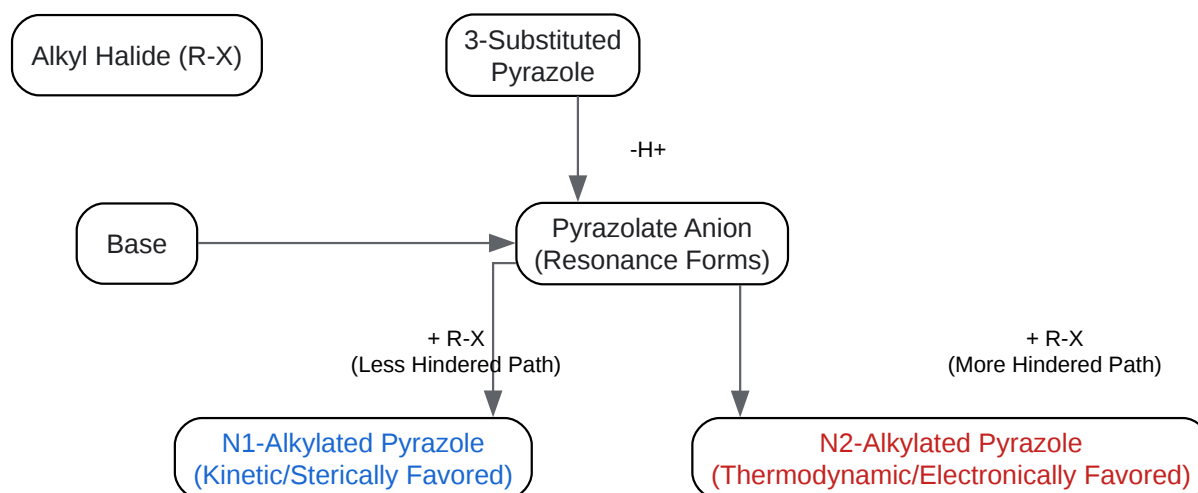 Alkyl Halide (R-X)
3-Substituted
Pyrazole
-H+
Base
Pyrazolate Anion
(Resonance Forms)
+ R-X
(Less Hindered Path)
+ R-X
(More Hindered Path)
N1-Alkylated Pyrazole
(Kinetic/Sterically Favored)
N2-Alkylated Pyrazole
(Thermodynamic/Electronically Favored)